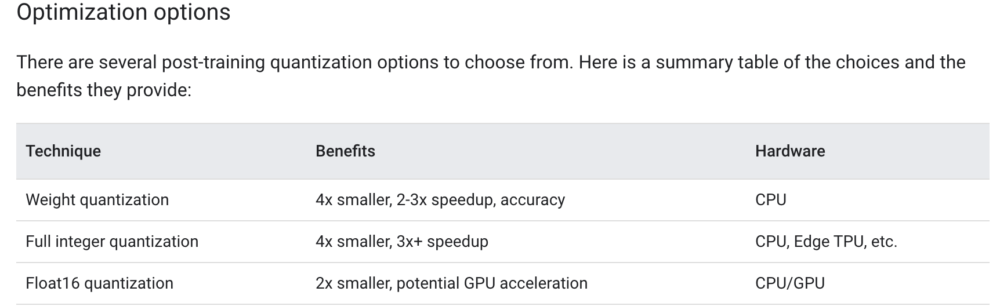 Optimization options
There are several post-training quantization options to choose from. Here is a summary table of the choices and the
benefits they provide:
Technique Benefits Hardware
Weight quantization 4x smaller, 2-3x speedup, accuracy CPU
Full integer quantization 4x smaller, 3x+ speedup CPU, Edge TPU, etc.
Float16 quantization 2x smaller, potential GPU acceleration CPU/GPU